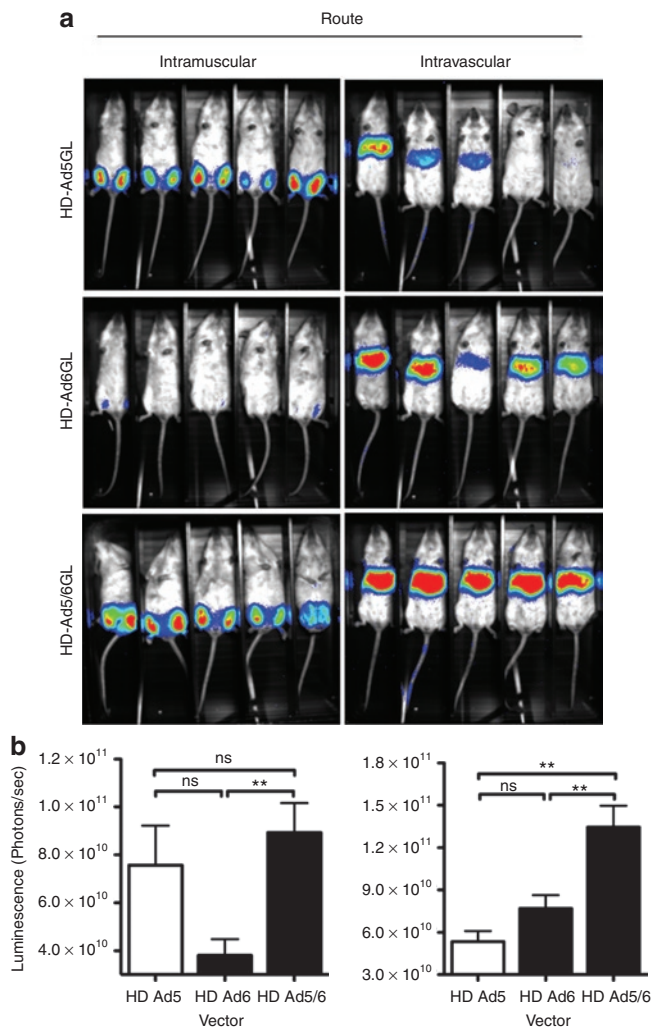 a
Route
Intramuscular
Intravascular
HD-Ad5GL
HD-Ad6GL
HD-Ad5/6GL
b
Luminescence (Photons/sec)
1.2 × 10¹¹
1.0 × 10¹¹
8.0 × 10¹⁰
6.0 × 10¹⁰
4.0 × 10¹⁰
ns
ns
**
HD Ad5
HD Ad6
HD Ad5/6
Vector
1.8 × 10¹¹
1.5 × 10¹¹
1.2 × 10¹¹
9.0 × 10¹⁰
6.0 × 10¹⁰
3.0 × 10¹⁰
**
ns
**
HD Ad5
HD Ad6
HD Ad5/6
Vector